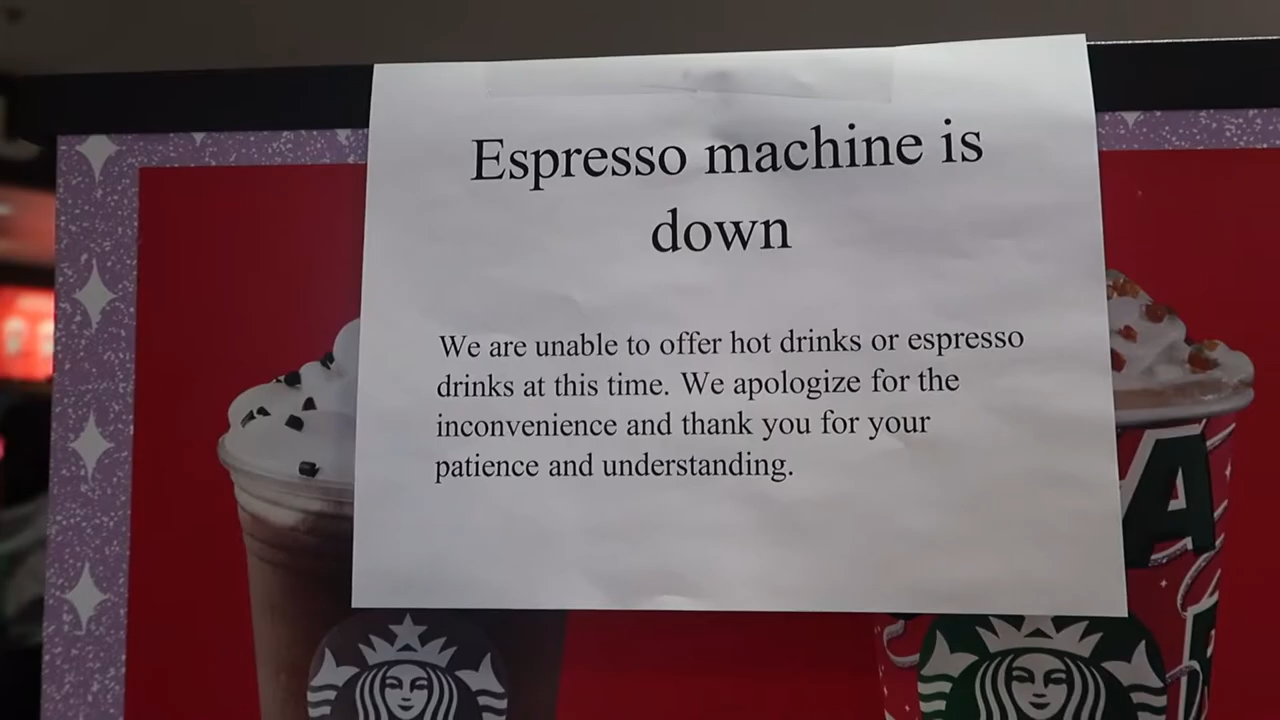 Espresso machine is
down
We are unable to offer hot drinks or espresso
drinks at this time. We apologize for the
inconvenience and thank you for your
patience and understanding.
A